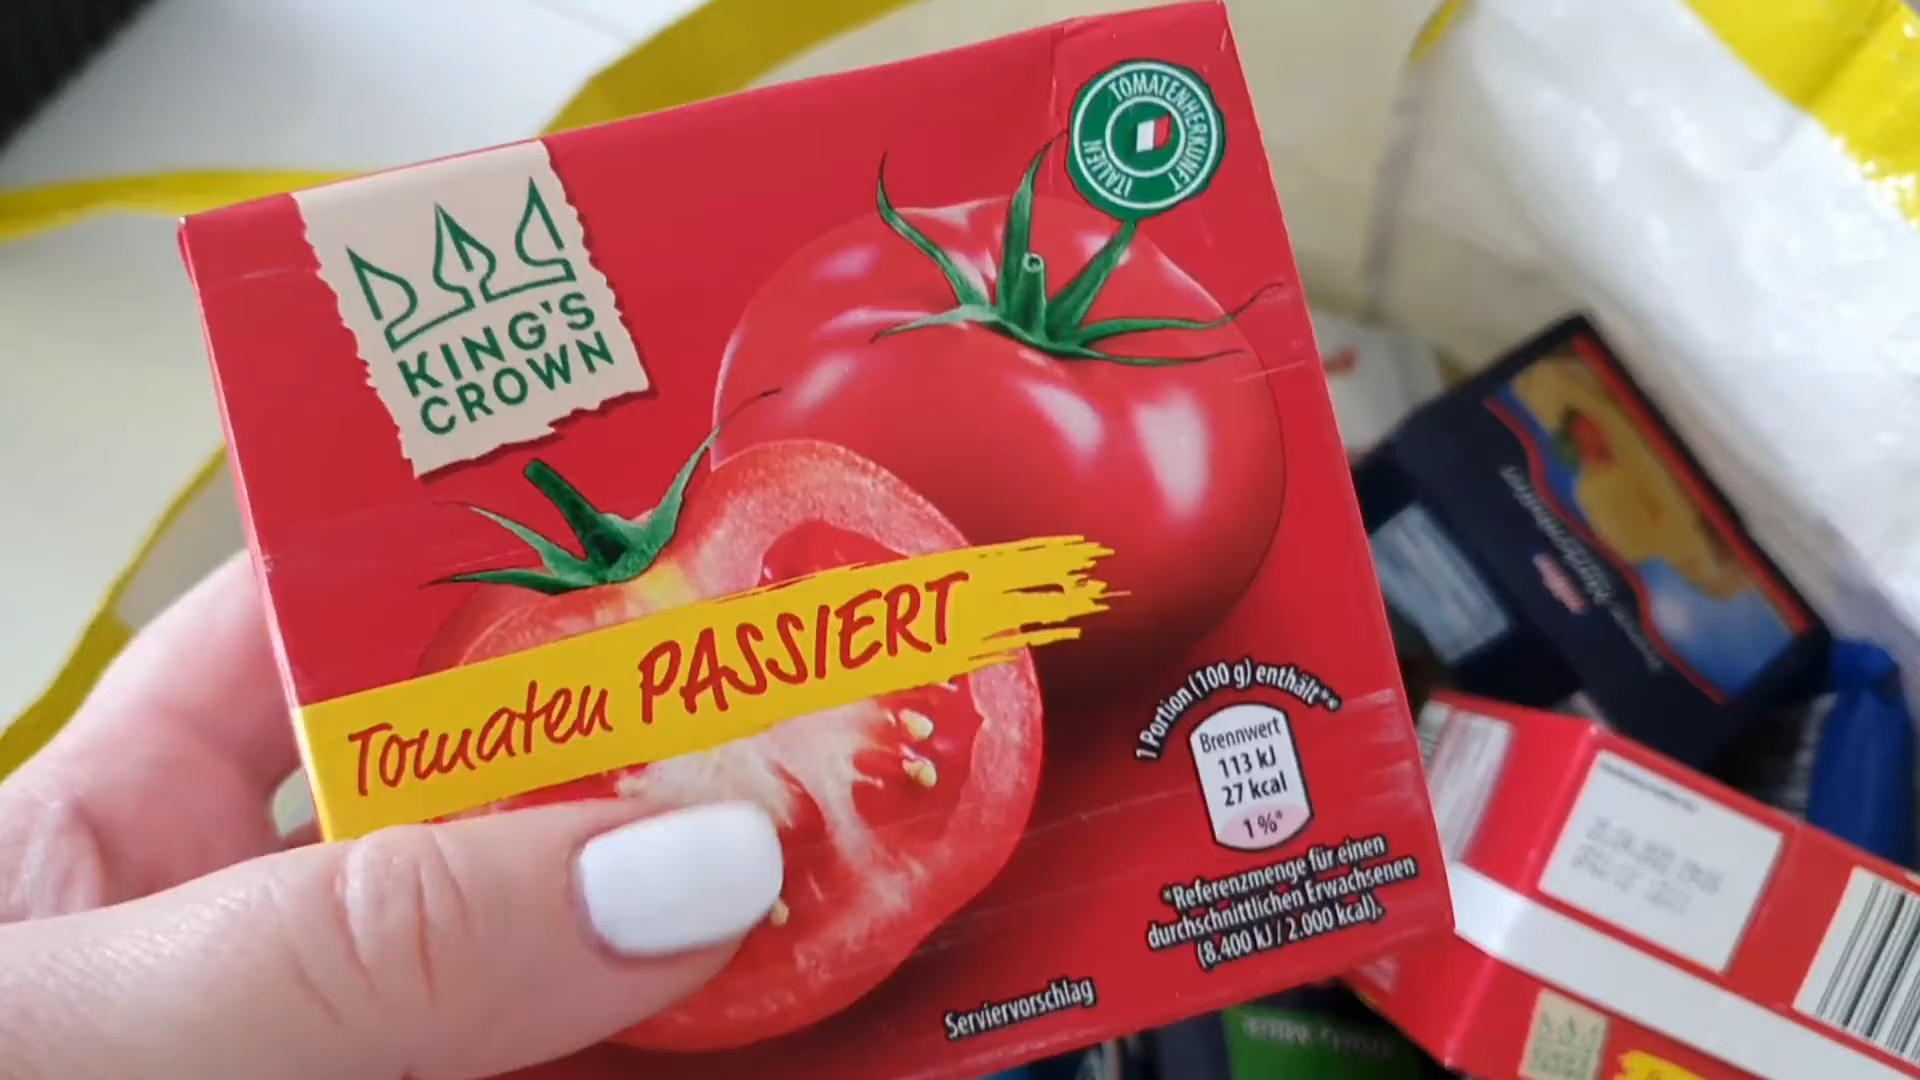 TOMATENHERKUNFT
ITALIEN
KING'S
CROWN
Tomaten PASSIERT
1 Portion (100 g) enthält**
Brennwert
113 kJ
27 kcal
1 %*
*Referenzmenge für einen
durchschnittlichen Erwachsenen
(8.400 kJ / 2.000 kcal).
Serviervorschlag